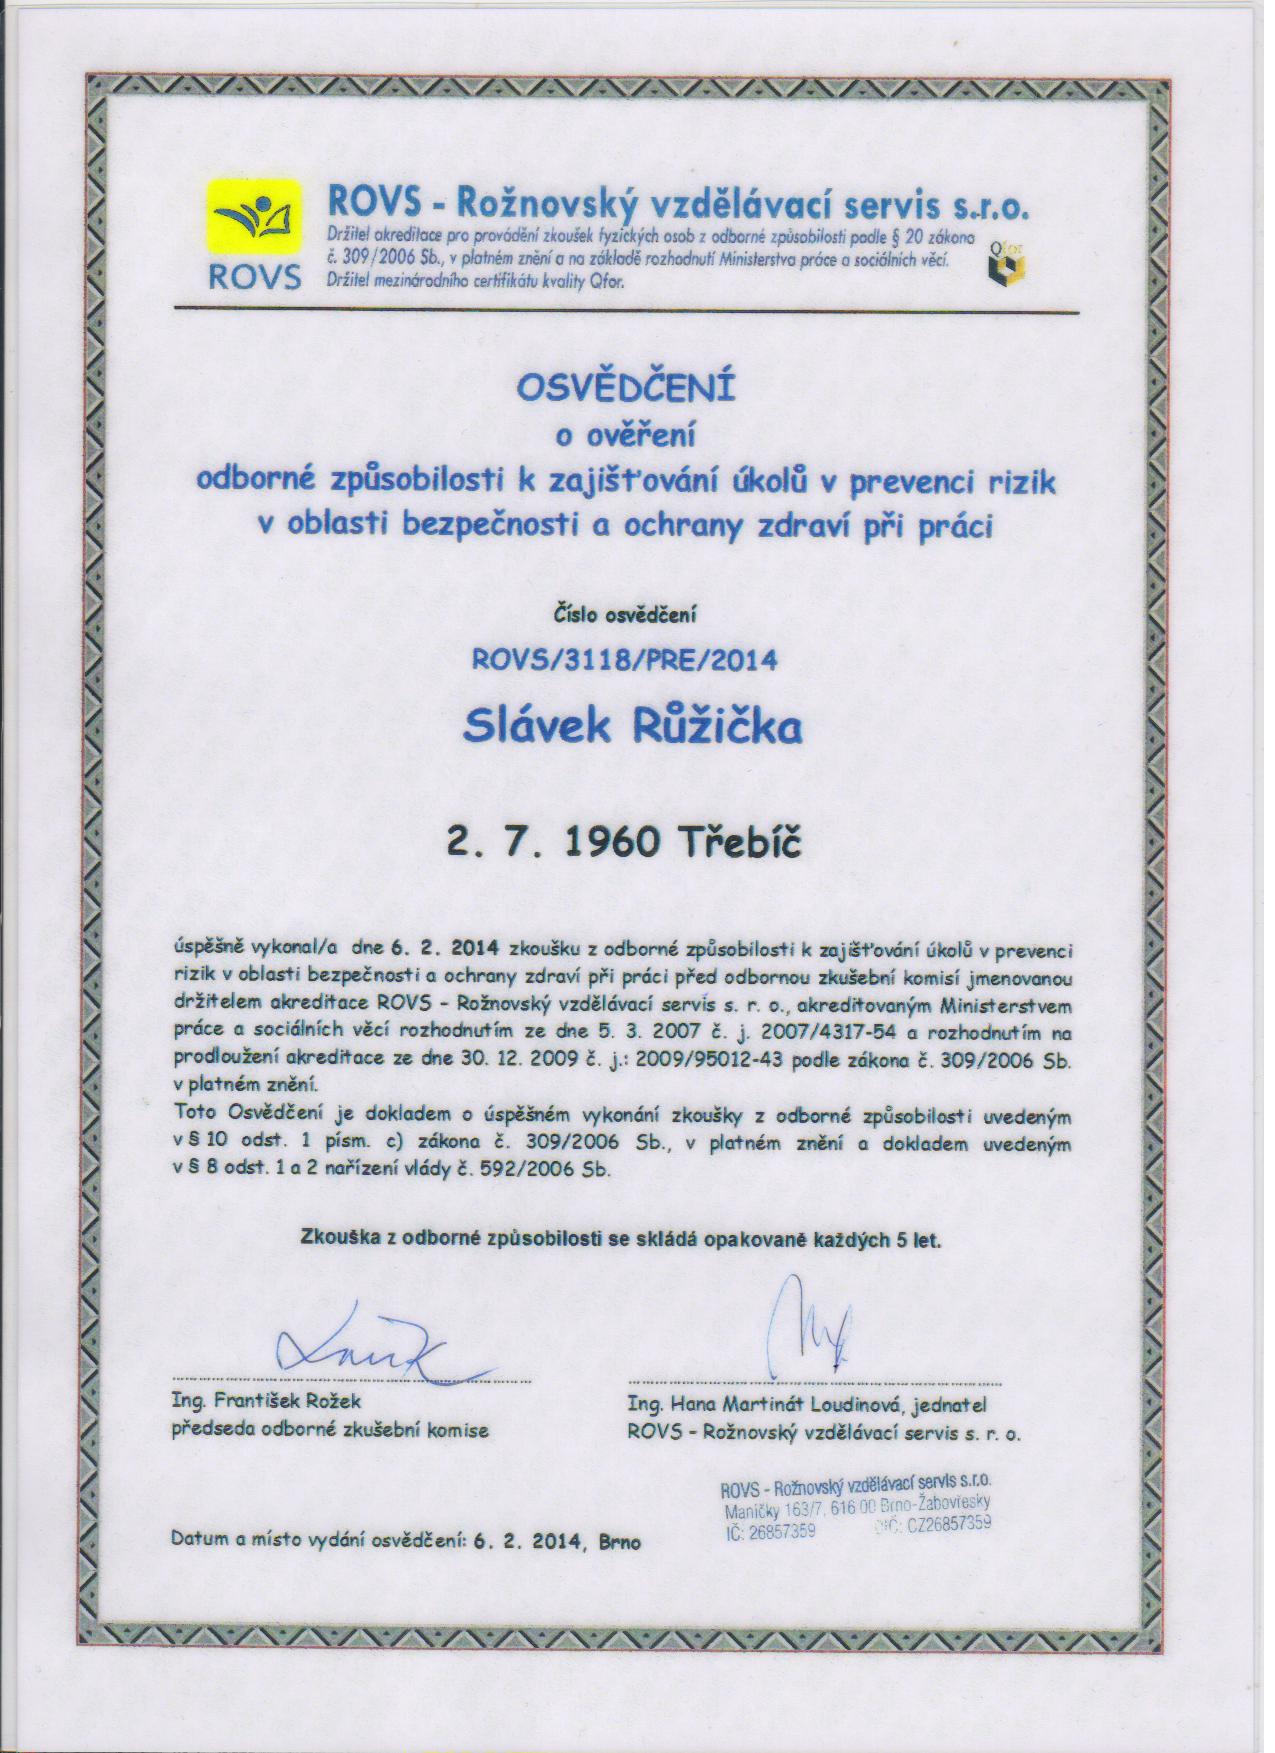 ROVS - Rožnovský vzdělávací servis s.r.o.
Držitel akreditace pro provádění zkoušek fyzických osob z odborné způsobilosti podle § 20 zákona
č. 309/2006 Sb., v platném znění a na základě rozhodnutí Ministerstva práce a sociálních věcí.
Držitel mezinárodního certifikátu kvality Qfor.
ROVS
Qfor
OSVĚDČENÍ
o ověření
odborné způsobilosti k zajišťování úkolů v prevenci rizik
v oblasti bezpečnosti a ochrany zdraví při práci
Číslo osvědčení
ROVS/3118/PRE/2014
Slávek Růžička
2. 7. 1960 Třebíč
úspěšně vykonal/a dne 6. 2. 2014 zkoušku z odborné způsobilosti k zajišťování úkolů v prevenci
rizik v oblasti bezpečnosti a ochrany zdraví při práci před odbornou zkušební komisí jmenovanou
držitelem akreditace ROVS - Rožnovský vzdělávací servis s. r. o., akreditovaným Ministerstvem
práce a sociálních věcí rozhodnutím ze dne 5. 3. 2007 č. j. 2007/4317-54 a rozhodnutím na
prodloužení akreditace ze dne 30. 12. 2009 č. j.: 2009/95012-43 podle zákona č. 309/2006 Sb.
v platném znění.
Toto Osvědčení je dokladem o úspěšném vykonání zkoušky z odborné způsobilosti uvedeným
v § 10 odst. 1 písm. c) zákona č. 309/2006 Sb., v platném znění a dokladem uvedeným
v § 8 odst. 1 a 2 nařízení vlády č. 592/2006 Sb.
Zkouška z odborné způsobilosti se skládá opakovaně každých 5 let.
Ing. František Rožek
předseda odborné zkušební komise
Ing. Hana Martinát Loudinová, jednatel
ROVS - Rožnovský vzdělávací servis s. r. o.
ROVS - Rožnovský vzdělávací servis s.r.o.
Maničky 163/7, 616 00 Brno-Žabovřesky
IČ: 26857359 DIČ: CZ26857359
Datum a místo vydání osvědčení: 6. 2. 2014, Brno